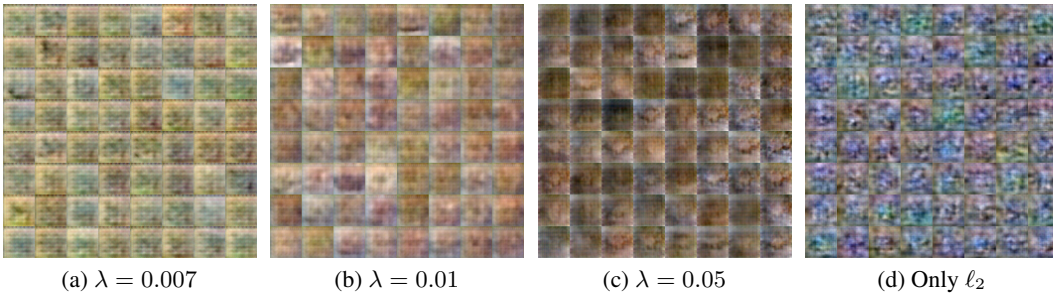 (a) λ = 0.007
(b) λ = 0.01
(c) λ = 0.05
(d) Only ℓ₂